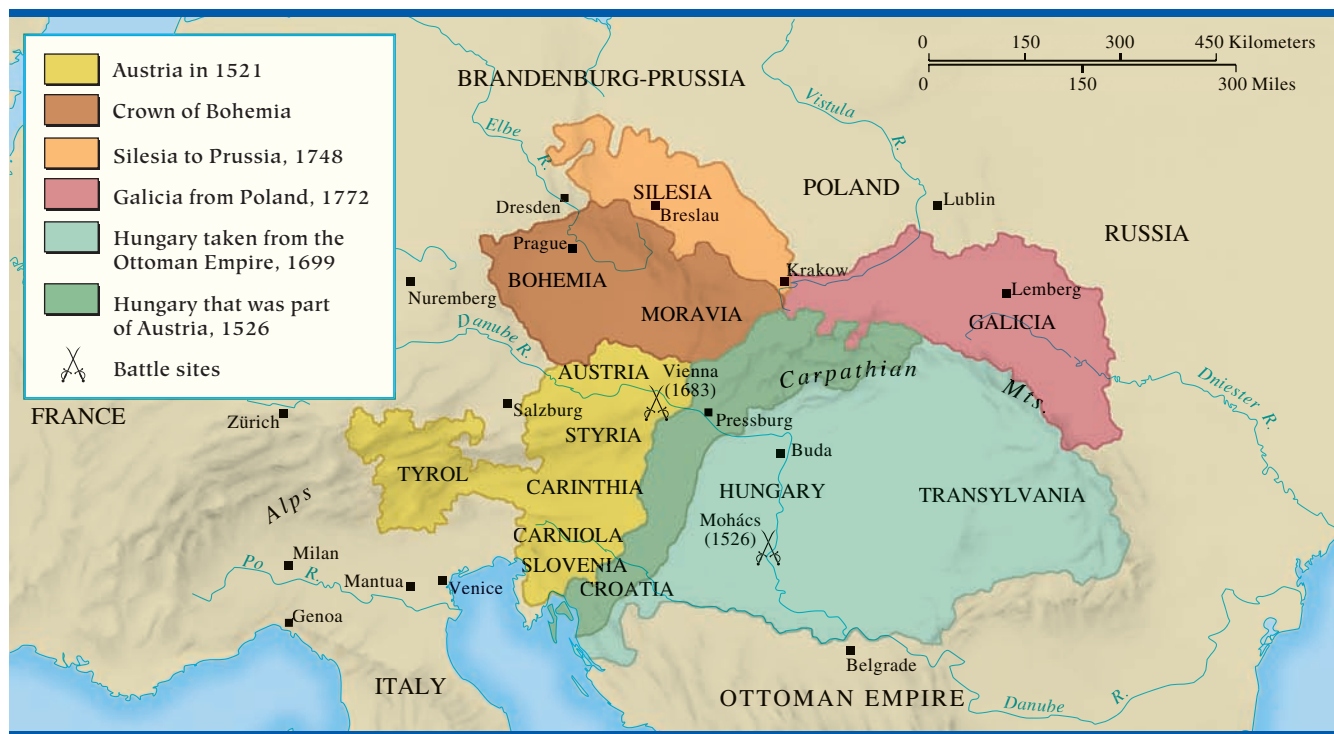 Austria in 1521
Crown of Bohemia
Silesia to Prussia, 1748
Galicia from Poland, 1772
Hungary taken from the
Ottoman Empire, 1699
Hungary that was part
of Austria, 1526
Battle sites
0 150 300 450 Kilometers
0 150 300 Miles
BRANDENBURG-PRUSSIA
Elbe
R.
Vistula
R.
POLAND
SILESIA
Breslau
Dresden
Lublin
RUSSIA
Prague
BOHEMIA
Krakow
Nuremberg
MORAVIA
Lemberg
GALICIA
Danube R.
AUSTRIA
Vienna
(1683)
Carpathian
Mts.
Dniester R.
FRANCE
Zürich
Salzburg
STYRIA
Pressburg
Buda
TYROL
CARINTHIA
HUNGARY
TRANSYLVANIA
Alps
Mohács
(1526)
CARNIOLA
SLOVENIA
CROATIA
Po
R.
Milan
Mantua
Venice
Genoa
ITALY
Belgrade
OTTOMAN EMPIRE
Danube
R.